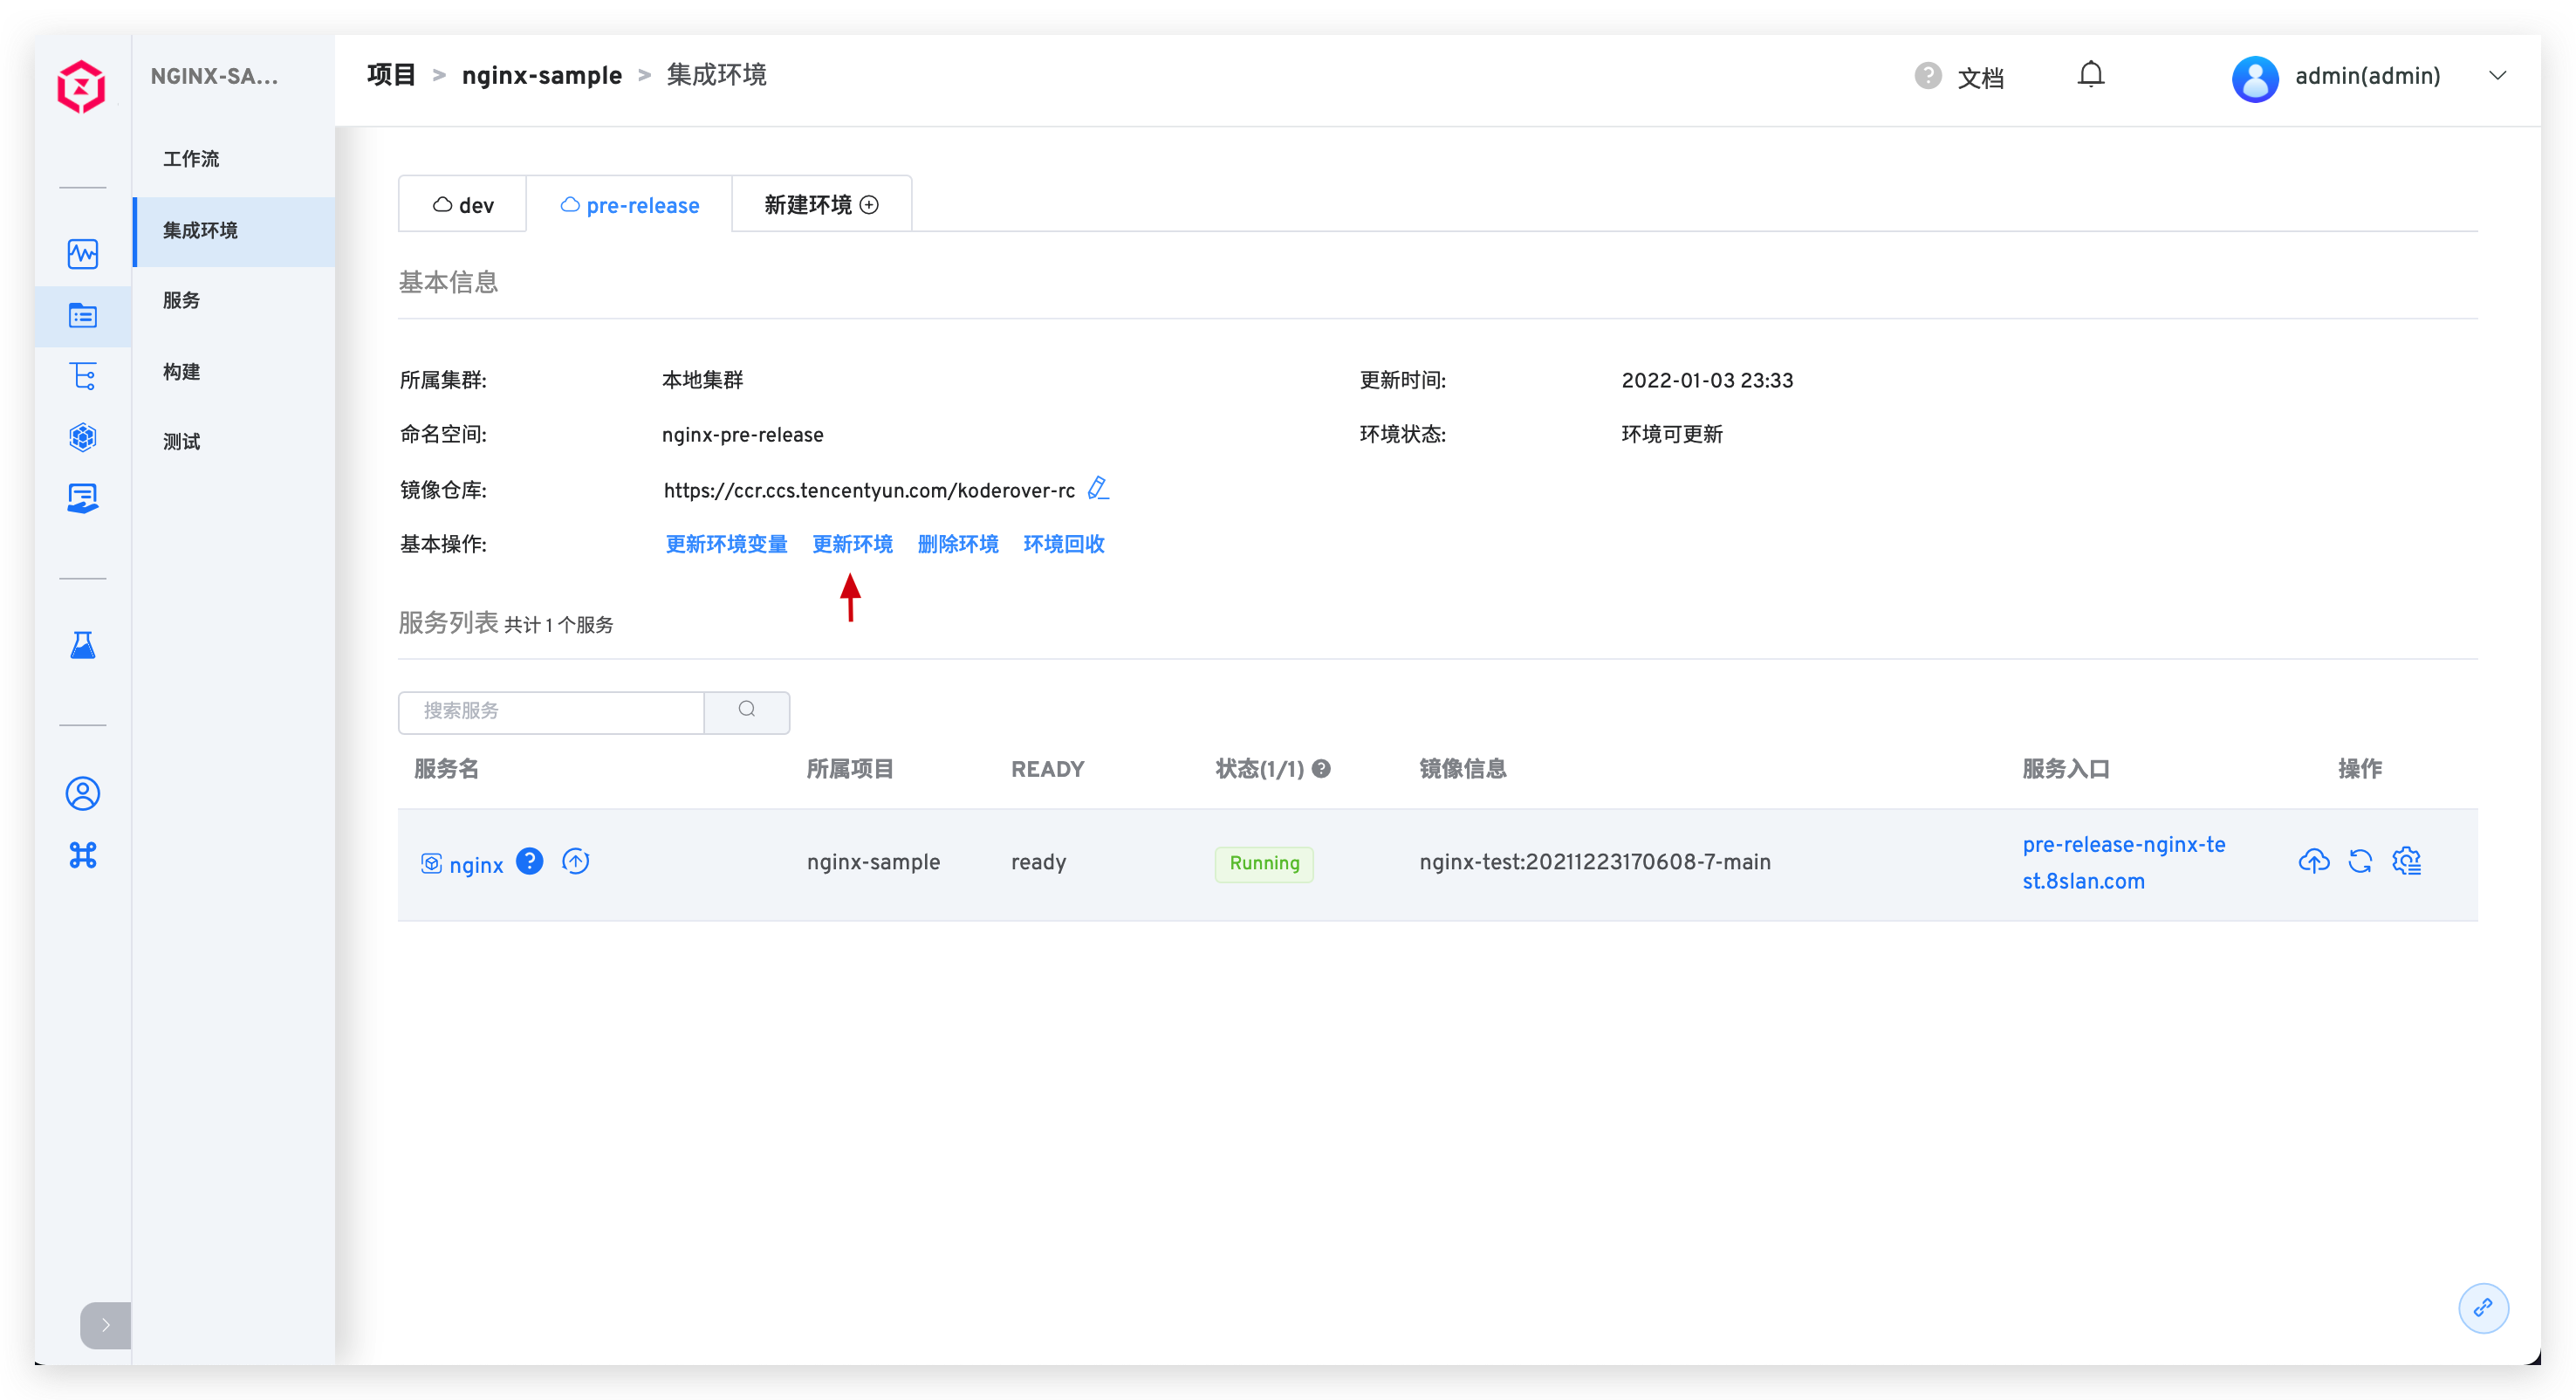 NGINX-SA...
工作流
集成环境
服务
构建
测试
项目 > nginx-sample > 集成环境
? 文档
admin(admin)
dev
pre-release
新建环境
基本信息
所属集群: 本地集群
更新时间: 2022-01-03 23:33
命名空间: nginx-pre-release
环境状态: 环境可更新
镜像仓库: https://ccr.ccs.tencentyun.com/koderover-rc
基本操作: 更新环境变量 更新环境 删除环境 环境回收
服务列表 共计 1 个服务
搜索服务
服务名 所属项目 READY 状态(1/1) ? 镜像信息 服务入口 操作
nginx ? nginx-sample ready Running nginx-test:20211223170608-7-main pre-release-nginx-te
st.8slan.com